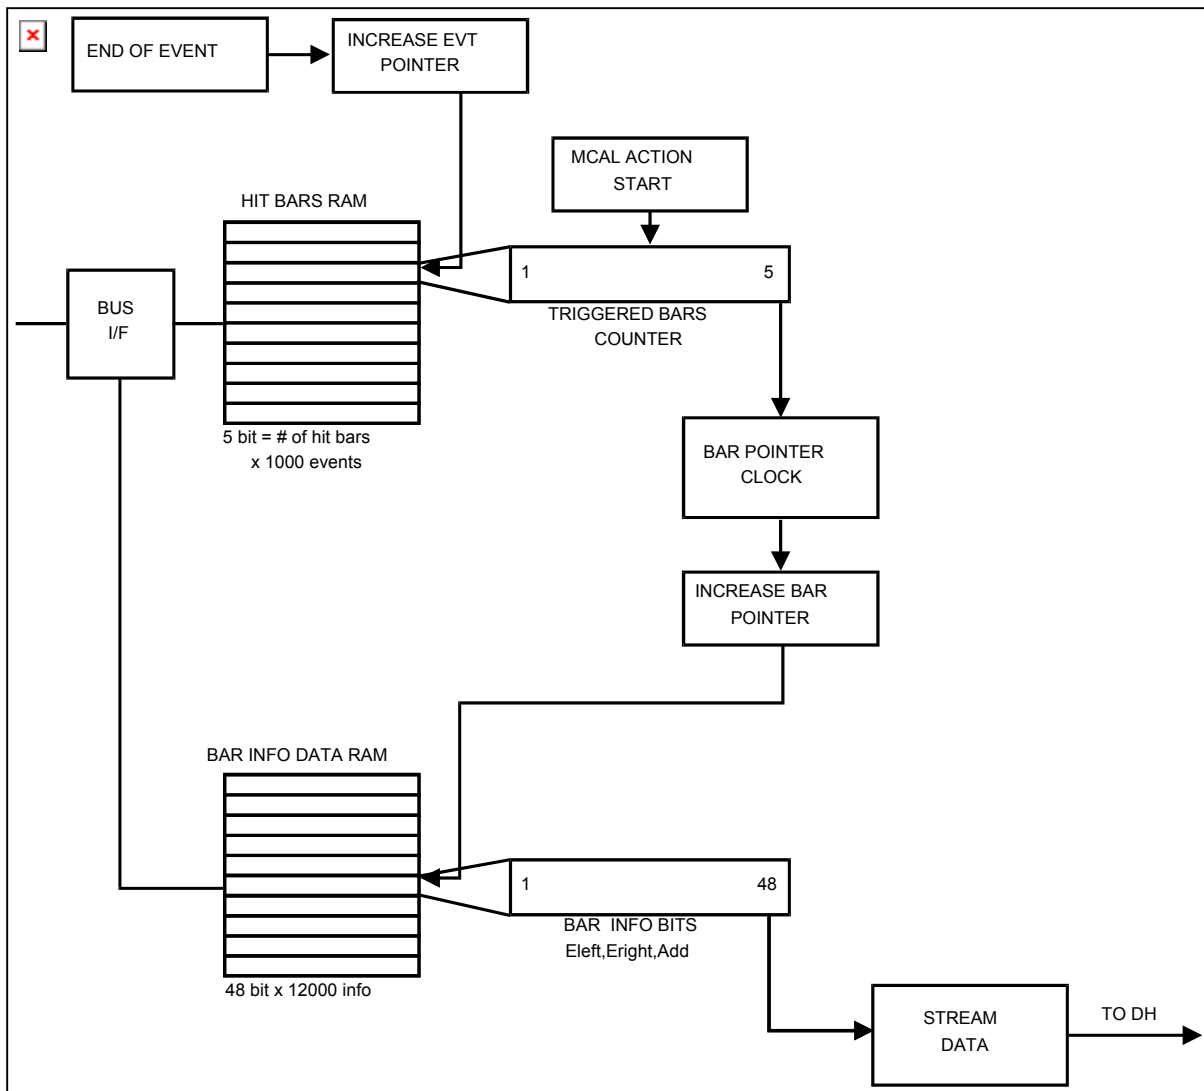 END OF EVENT
INCREASE EVT
POINTER
MCAL ACTION
START
HIT BARS RAM
1 5
TRIGGERED BARS
COUNTER
BUS
I/F
5 bit = # of hit bars
x 1000 events
BAR POINTER
CLOCK
INCREASE BAR
POINTER
BAR INFO DATA RAM
1 48
BAR INFO BITS
Eleft,Eright,Add
48 bit x 12000 info
STREAM
DATA
TO DH